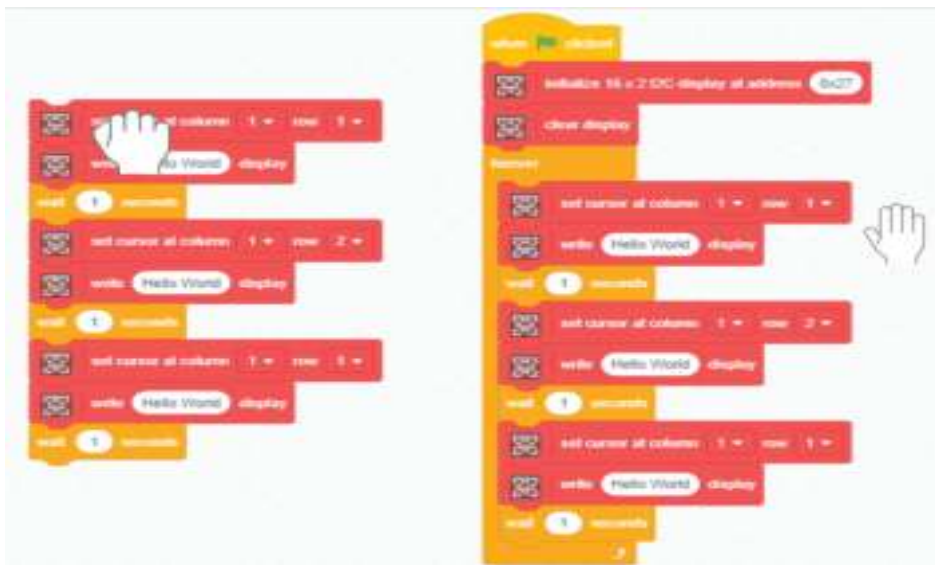 set cursor at column 1 row 1
write Hello World display
wait 1 seconds
set cursor at column 1 row 2
write Hello World display
wait 1 seconds
set cursor at column 1 row 1
write Hello World display
wait 1 seconds
when clicked
initialize 16 x 2 I2C display at address 0x27
clear display
forever
set cursor at column 1 row 1
write Hello World display
wait 1 seconds
set cursor at column 1 row 2
write Hello World display
wait 1 seconds
set cursor at column 1 row 1
write Hello World display
wait 1 seconds